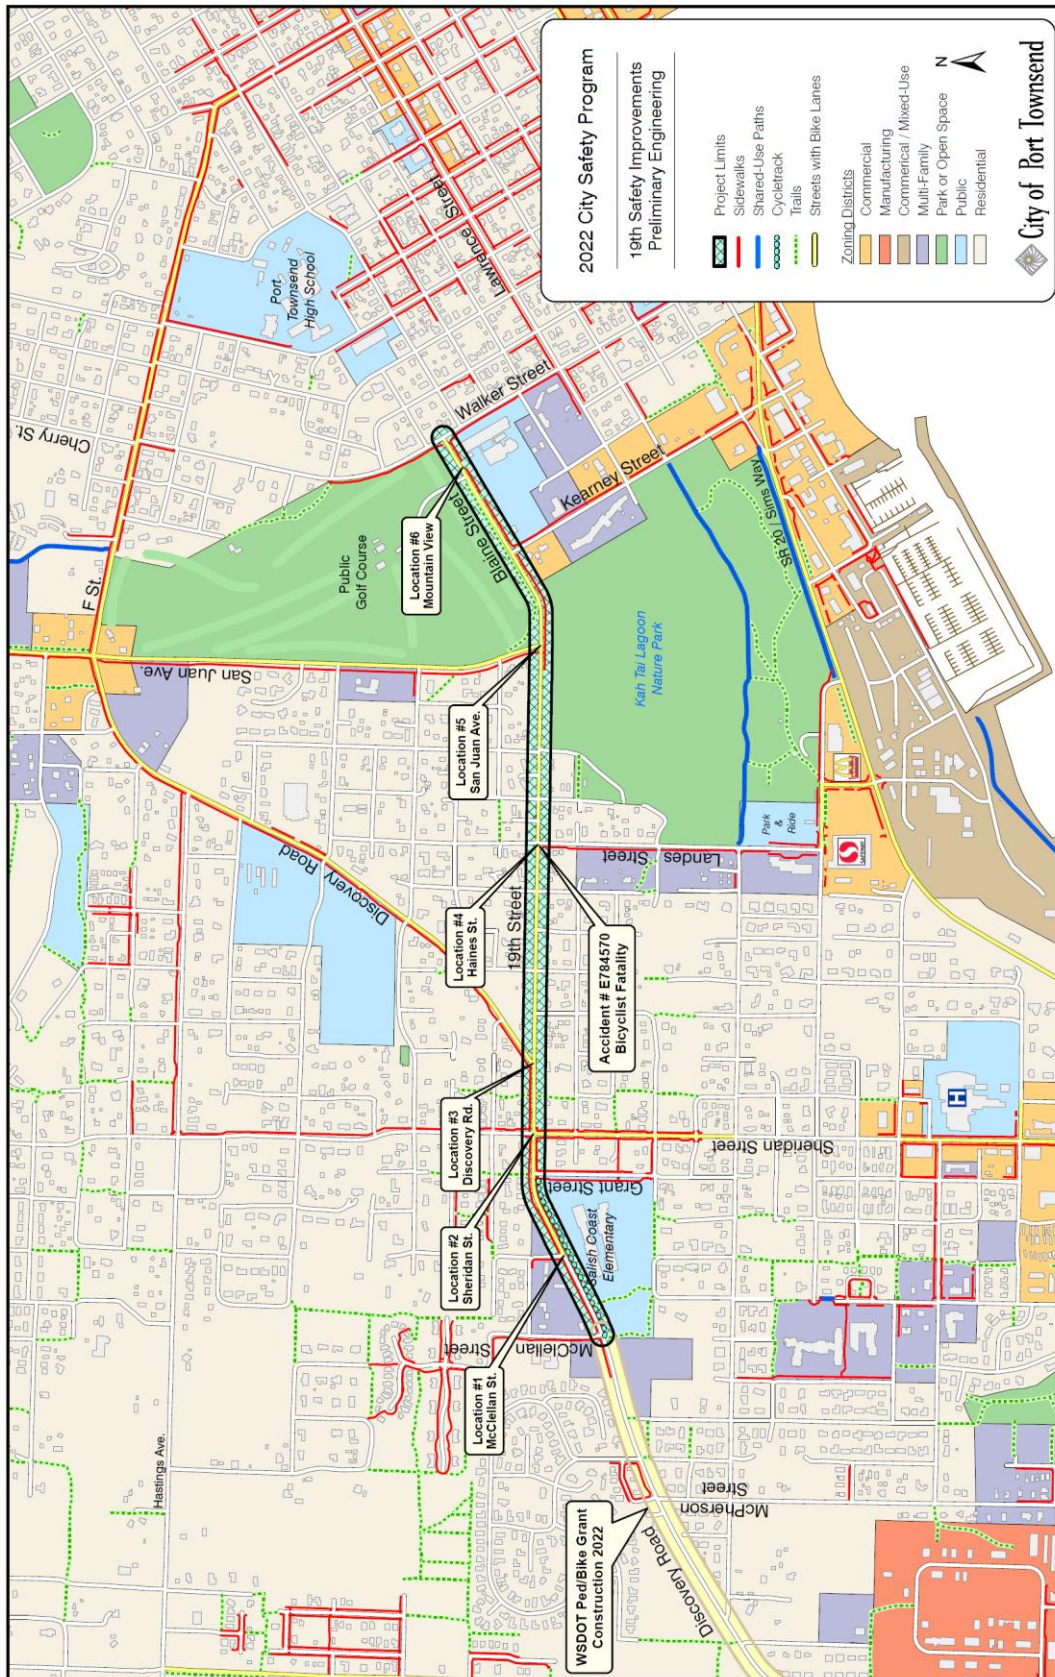 2022 City Safety Program
19th Safety Improvements
Preliminary Engineering
Project Limits
Sidewalks
Shared-Use Paths
Cycletrack
Trails
Streets with Bike Lanes
Zoning Districts
Commercial
Manufacturing
Commerical / Mixed-Use
Multi-Family
Park or Open Space
Public
Residential
N
City of Port Townsend
Hastings Ave.
WSDOT Ped/Bike Grant
Construction 2022
Discovery Road
McPherson
Street
Location #1
McClellan St.
McClellan
Street
Location #2
Sheridan St.
Location #3
Discovery Rd.
Salish Coast
Elementary
Grant Street
Sheridan Street
H
Accident # E784570
Bicyclist Fatality
Location #4
Haines St.
19th Street
Discovery Road
Landes
Street
Location #5
San Juan Ave.
San Juan Ave.
F St.
Cherry St.
Public
Golf Course
Location #6
Mountain View
Blaine Street
Walker Street
Kearney Street
Lawrence Street
Port
Townsend
High School
Kah Tai Lagoon
Nature Park
Park
&
Ride
SAFEWAY
SR 20 / Sims Way